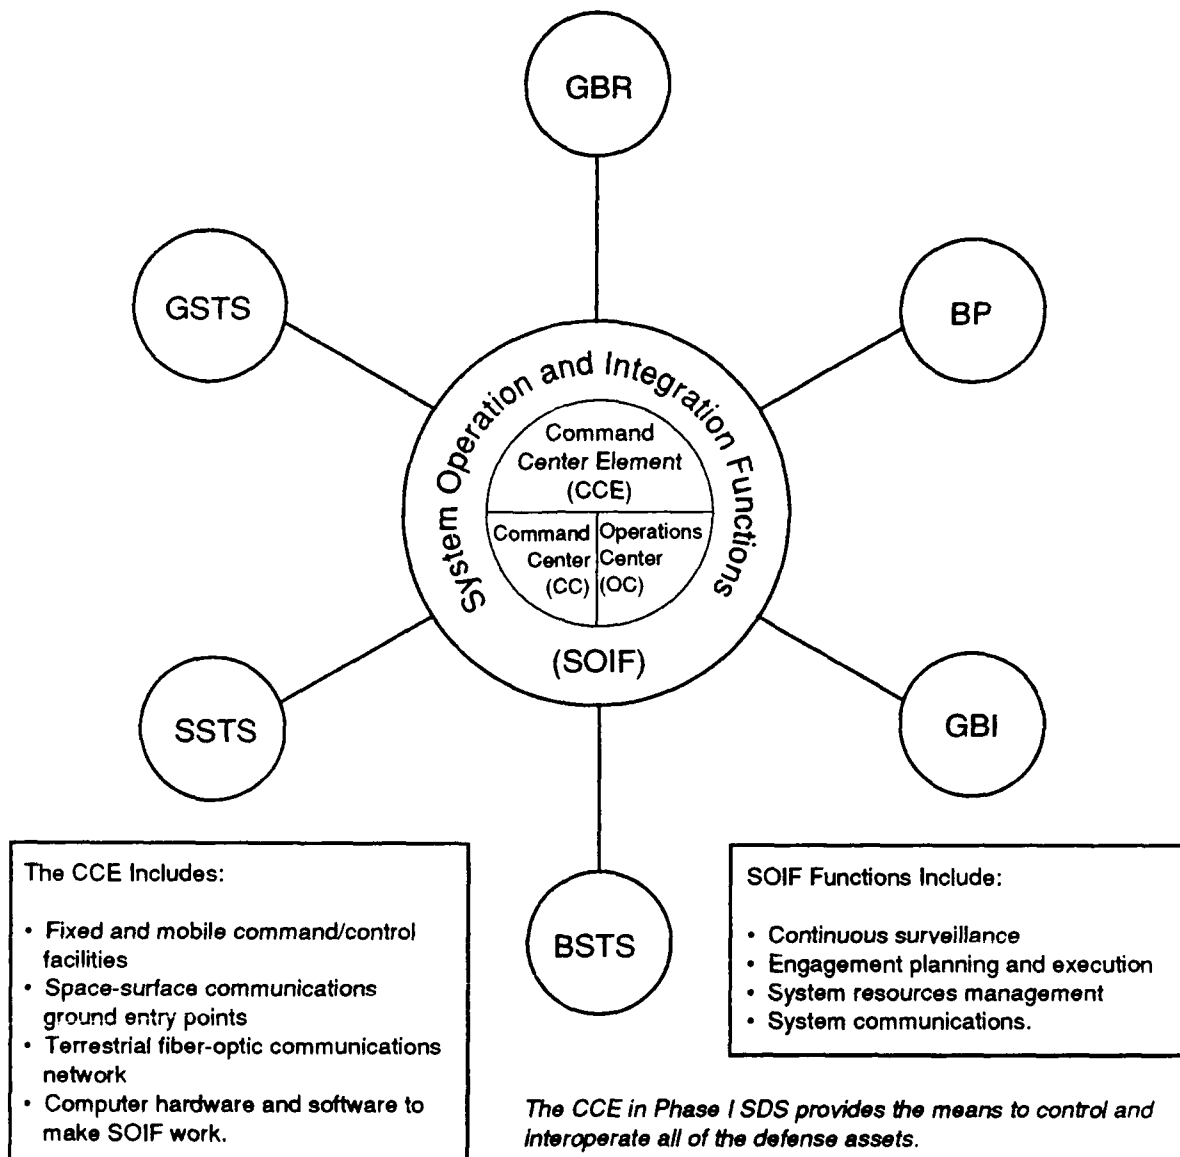 GBR
GSTS
BP
System Operation and Integration Functions
Command
Center Element
(CCE)
Command
Center
(CC)
Operations
Center
(OC)
(SOIF)
SSTS
GBI
BSTS
The CCE Includes:
• Fixed and mobile command/control
facilities
• Space-surface communications
ground entry points
• Terrestrial fiber-optic communications
network
• Computer hardware and software to
make SOIF work.
SOIF Functions Include:
• Continuous surveillance
• Engagement planning and execution
• System resources management
• System communications.
The CCE in Phase I SDS provides the means to control and
interoperate all of the defense assets.